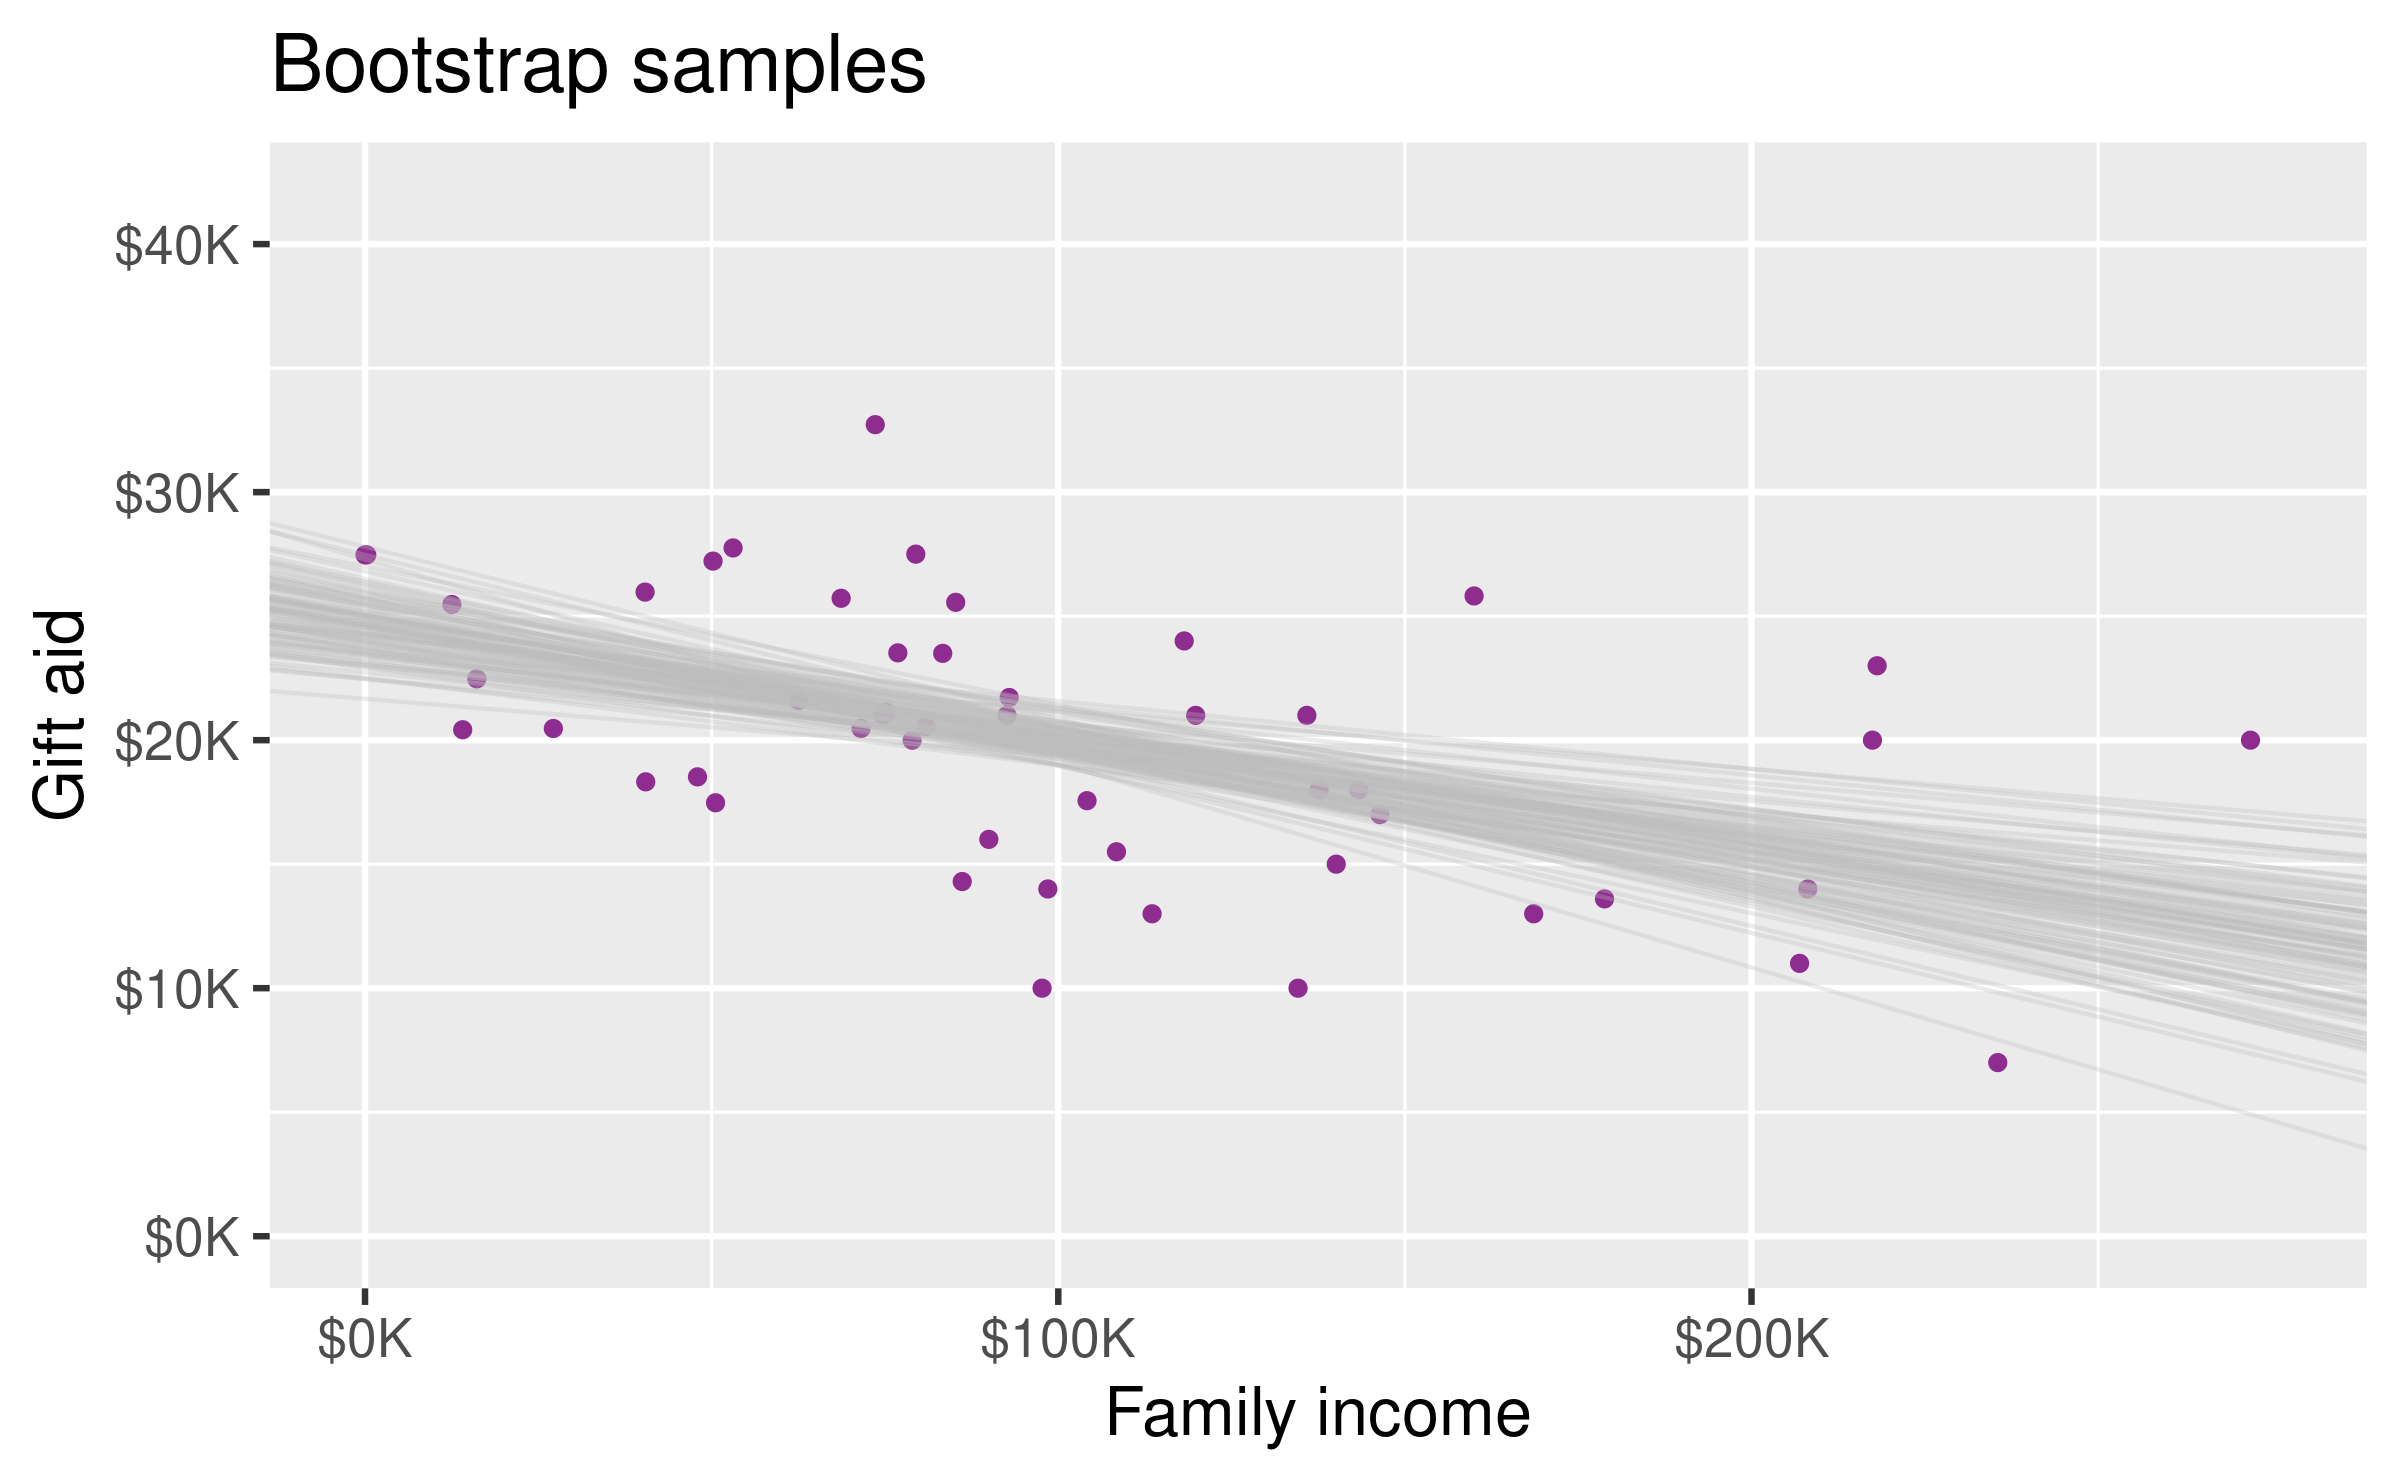 Bootstrap samples
$40K
$30K
$20K
$10K
$0K
Gift aid
$0K
$100K
$200K
Family income